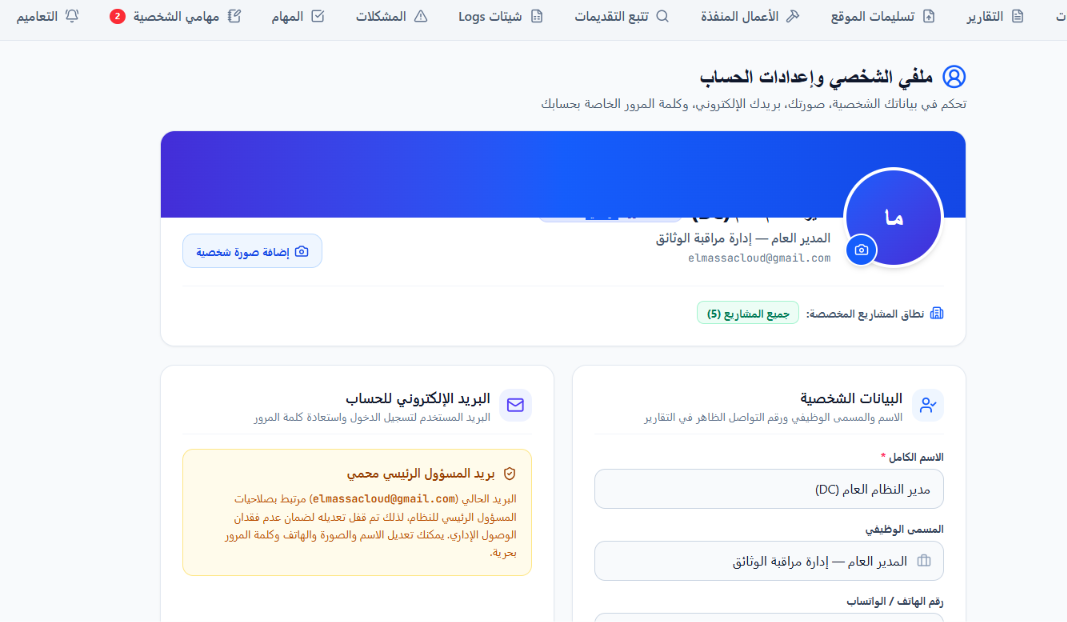 التقارير
تسليمات الموقع
الأعمال المنفذة
تتبع التقديمات
شيتات Logs
المشكلات
المهام
مهامي الشخصية 2
التعاميم
ملفي الشخصي وإعدادات الحساب
تحكم في بياناتك الشخصية، صورتك، بريدك الإلكتروني، وكلمة المرور الخاصة بحسابك
ما
المدير العام — إدارة مراقبة الوثائق
elmassacloud@gmail.com
إضافة صورة شخصية
نطاق المشاريع المخصصة: جميع المشاريع (5)
البيانات الشخصية
الاسم والمسمى الوظيفي ورقم التواصل الظاهر في التقارير
الاسم الكامل *
مدير النظام العام (DC)
المسمى الوظيفي
المدير العام — إدارة مراقبة الوثائق
رقم الهاتف / الواتساب
البريد الإلكتروني للحساب
البريد المستخدم لتسجيل الدخول واستعادة كلمة المرور
بريد المسؤول الرئيسي محمي
البريد الحالي (elmassacloud@gmail.com) مرتبط بصلاحيات
المسؤول الرئيسي للنظام، لذلك تم قفل تعديله لضمان عدم فقدان
الوصول الإداري. يمكنك تعديل الاسم والصورة والهاتف وكلمة المرور
بحرية.